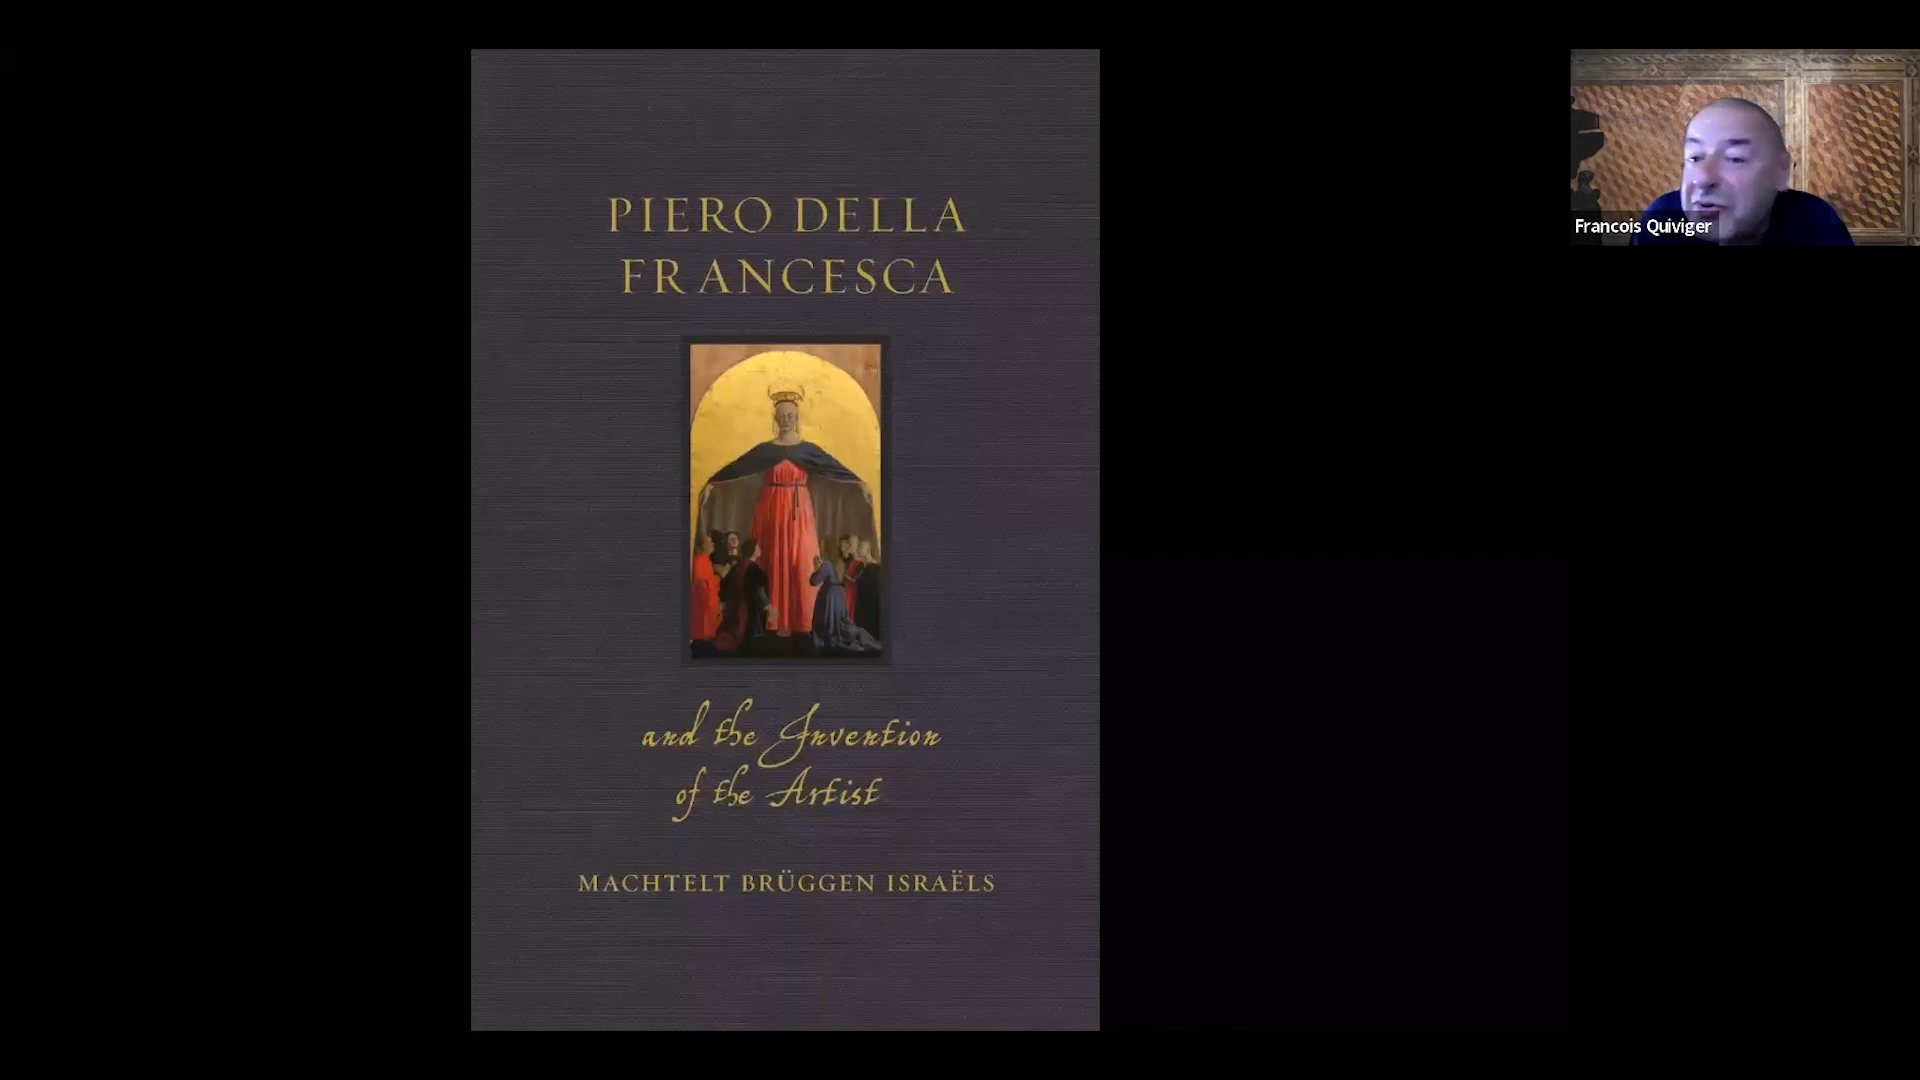 PIERO DELLA
FRANCESCA
and the Invention
of the Artist
MACHTELT BRÜGGEN ISRAËLS
Francois Quiviger